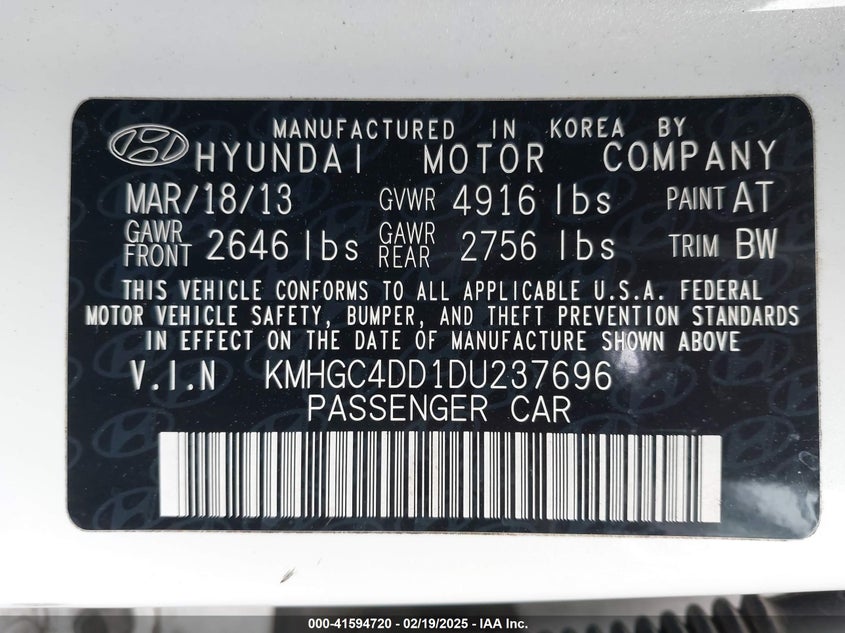 MANUFACTURED IN KOREA BY
HYUNDAI MOTOR COMPANY
MAR/18/13 GVWR 4916 lbs PAINT AT
GAWR FRONT 2646 lbs GAWR REAR 2756 lbs TRIM BW
THIS VEHICLE CONFORMS TO ALL APPLICABLE U.S.A. FEDERAL
MOTOR VEHICLE SAFETY, BUMPER, AND THEFT PREVENTION STANDARDS
IN EFFECT ON THE DATE OF MANUFACTURE SHOWN ABOVE
V.I.N KMHGC4DD1DU237696
PASSENGER CAR
000-41594720 - 02/19/2025 - IAA Inc.